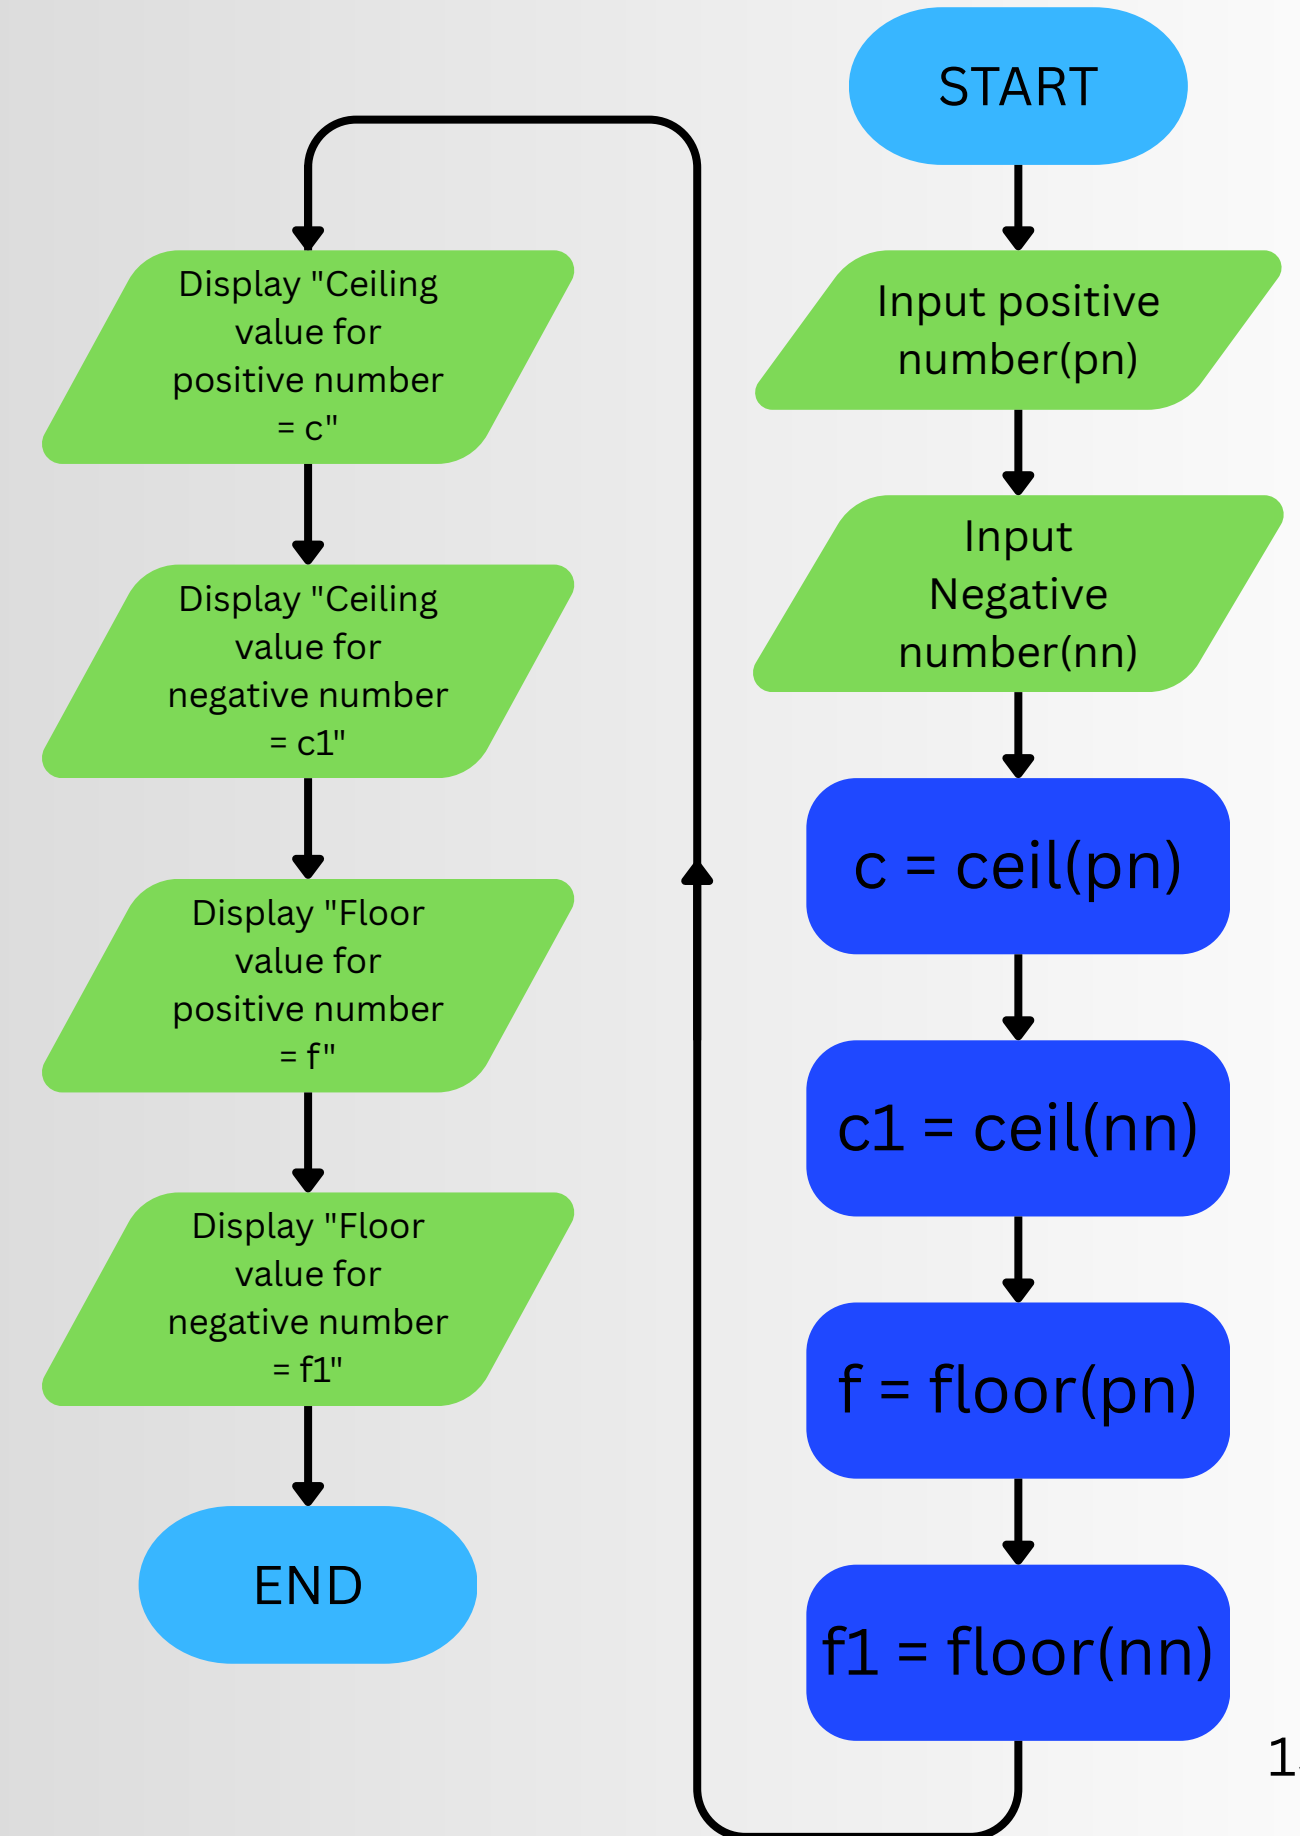 START
Input positive
number(pn)
Input
Negative
number(nn)
c = ceil(pn)
c1 = ceil(nn)
f = floor(pn)
f1 = floor(nn)
Display "Ceiling
value for
positive number
= c"
Display "Ceiling
value for
negative number
= c1"
Display "Floor
value for
positive number
= f"
Display "Floor
value for
negative number
= f1"
END